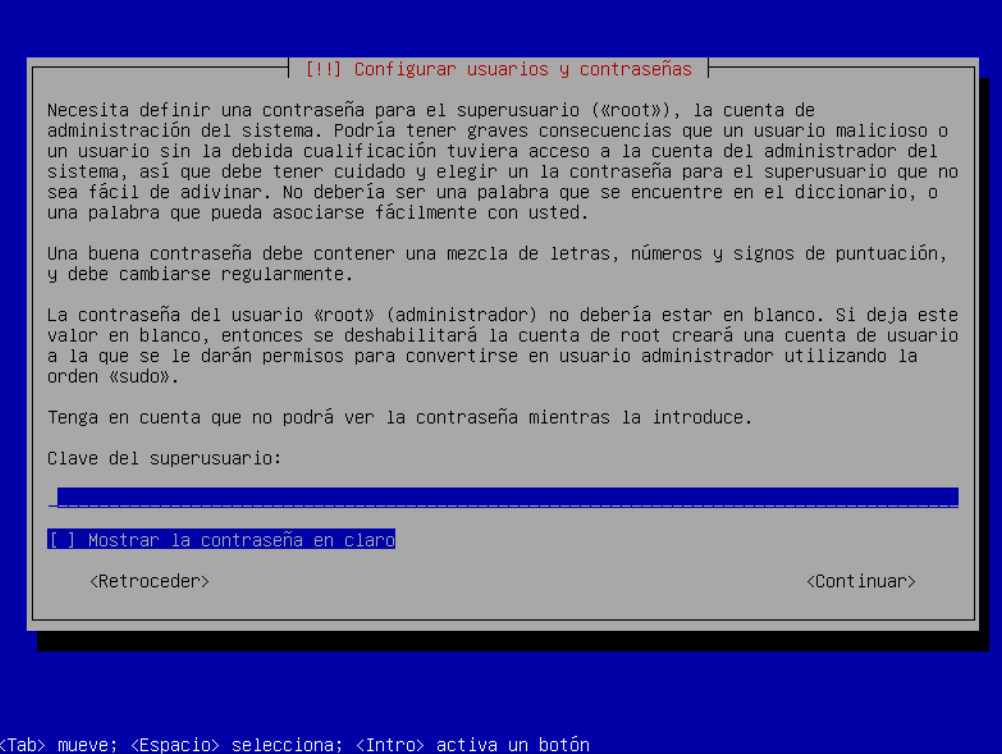 [!!] Configurar usuarios y contraseñas
Necesita definir una contraseña para el superusuario («root»), la cuenta de
administración del sistema. Podría tener graves consecuencias que un usuario malicioso o
un usuario sin la debida cualificación tuviera acceso a la cuenta del administrador del
sistema, así que debe tener cuidado y elegir un la contraseña para el superusuario que no
sea fácil de adivinar. No debería ser una palabra que se encuentre en el diccionario, o
una palabra que pueda asociarse fácilmente con usted.
Una buena contraseña debe contener una mezcla de letras, números y signos de puntuación,
y debe cambiarse regularmente.
La contraseña del usuario «root» (administrador) no debería estar en blanco. Si deja este
valor en blanco, entonces se deshabilitará la cuenta de root creará una cuenta de usuario
a la que se le darán permisos para convertirse en usuario administrador utilizando la
orden «sudo».
Tenga en cuenta que no podrá ver la contraseña mientras la introduce.
Clave del superusuario:
[ ] Mostrar la contraseña en claro
<Retroceder> <Continuar>
<Tab> mueve; <Espacio> selecciona; <Intro> activa un botón